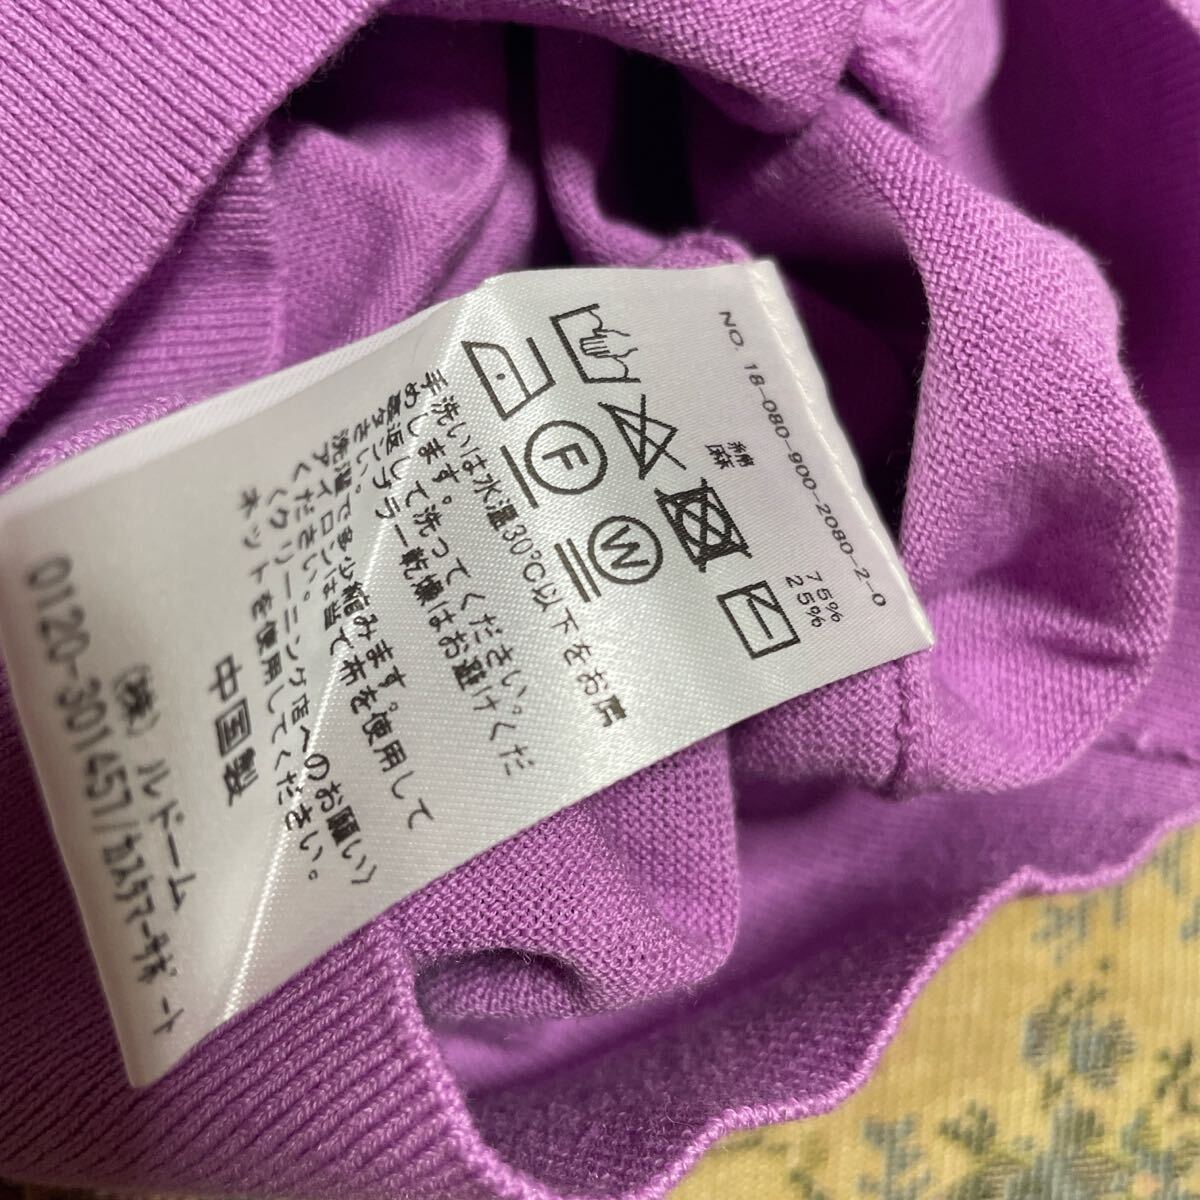 NO. 18-080-900-2080-2-0
綿 75%
麻 25%
F
W
手洗いは水温30℃以下をお薦
めします。
裏返して洗ってください。
タンブラー乾燥はお避けくだ
さい。
洗濯で多少縮みます。
アイロンは当て布を使用して
ください。
〈クリーニング店へのお願い〉
ネットを使用してください。
中国製
(株)ルドーム
0120-301457/カスタマーサポート